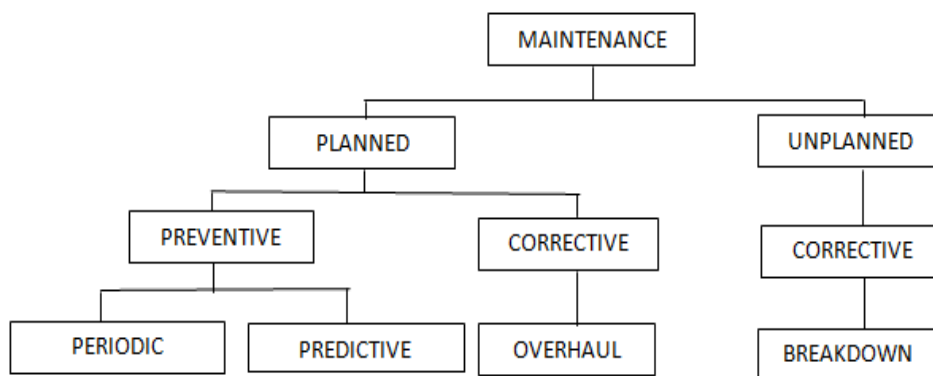 MAINTENANCE
PLANNED
UNPLANNED
PREVENTIVE
CORRECTIVE
CORRECTIVE
PERIODIC
PREDICTIVE
OVERHAUL
BREAKDOWN